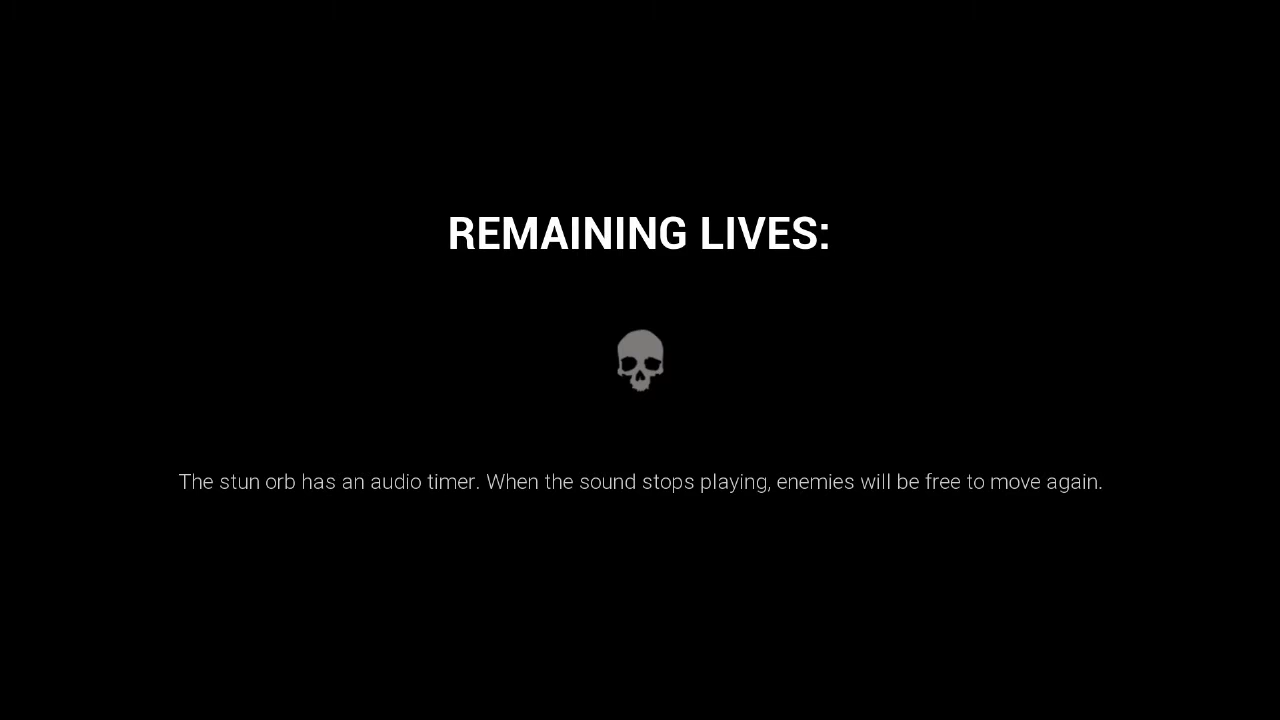 REMAINING LIVES:
The stun orb has an audio timer. When the sound stops playing, enemies will be free to move again.